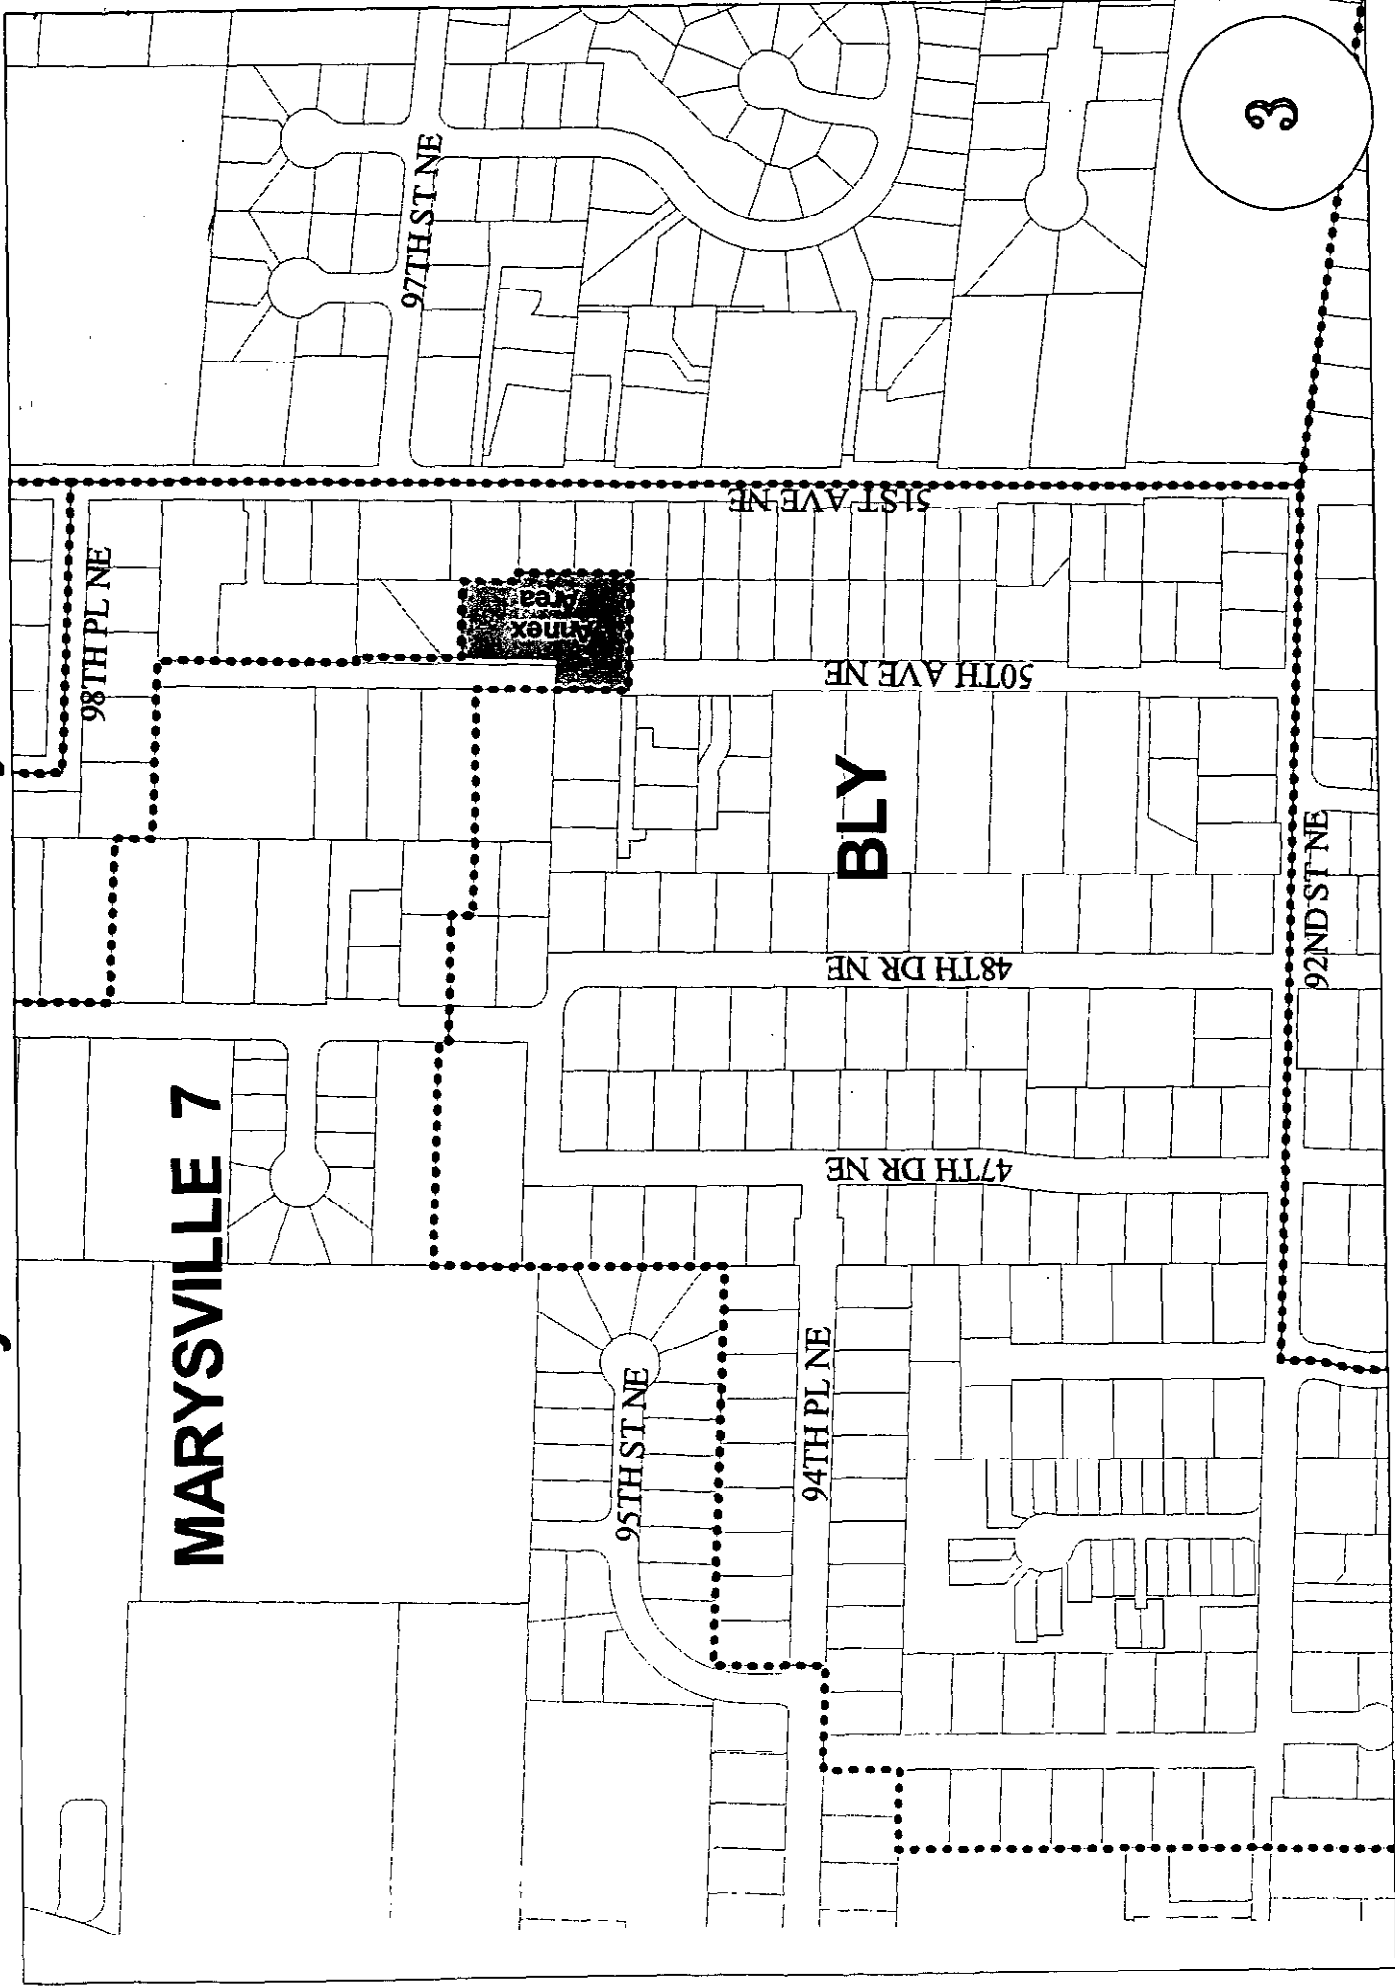 MARYSVILLE 7
98TH PL NE
97TH ST NE
Annex
Area
95TH ST NE
94TH PL NE
BLY
51ST AVE NE
50TH AVE NE
48TH DR NE
47TH DR NE
92ND ST NE
3